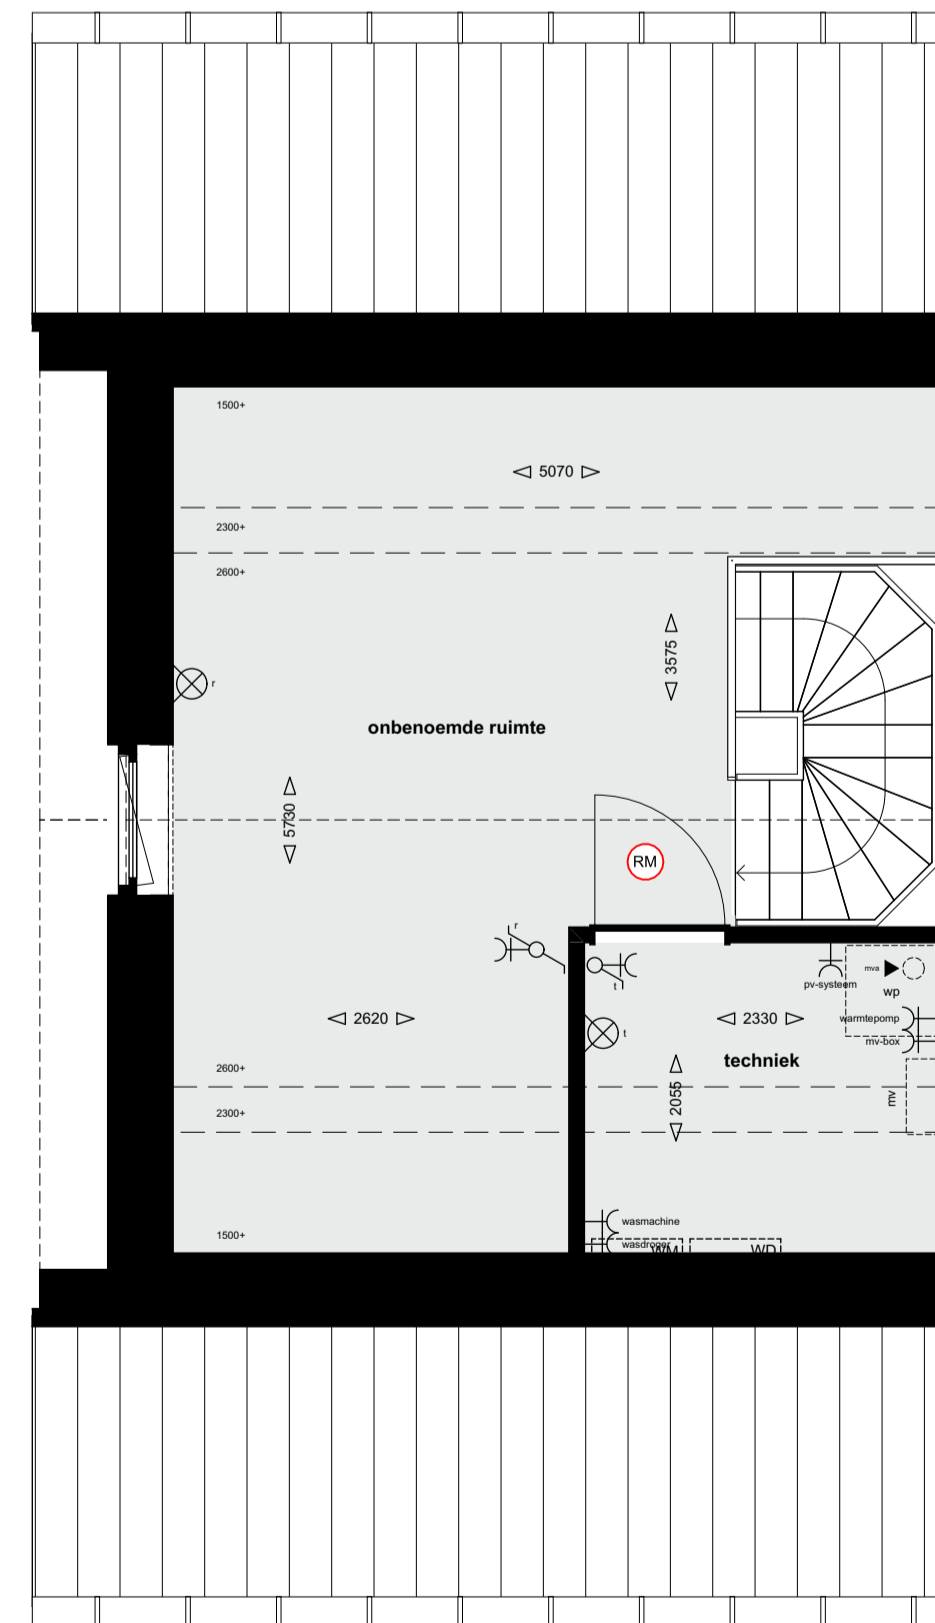 1500+
5070
2300+
2600+
3575
r
onbenoemde ruimte
5730
RM
r
t
pv-systeem
mva
wp
2620
2330
warmtepomp
mv-box
t
techniek
2600+
2055
mv
2300+
wasmachine
1500+
wasdroger
WM
WD